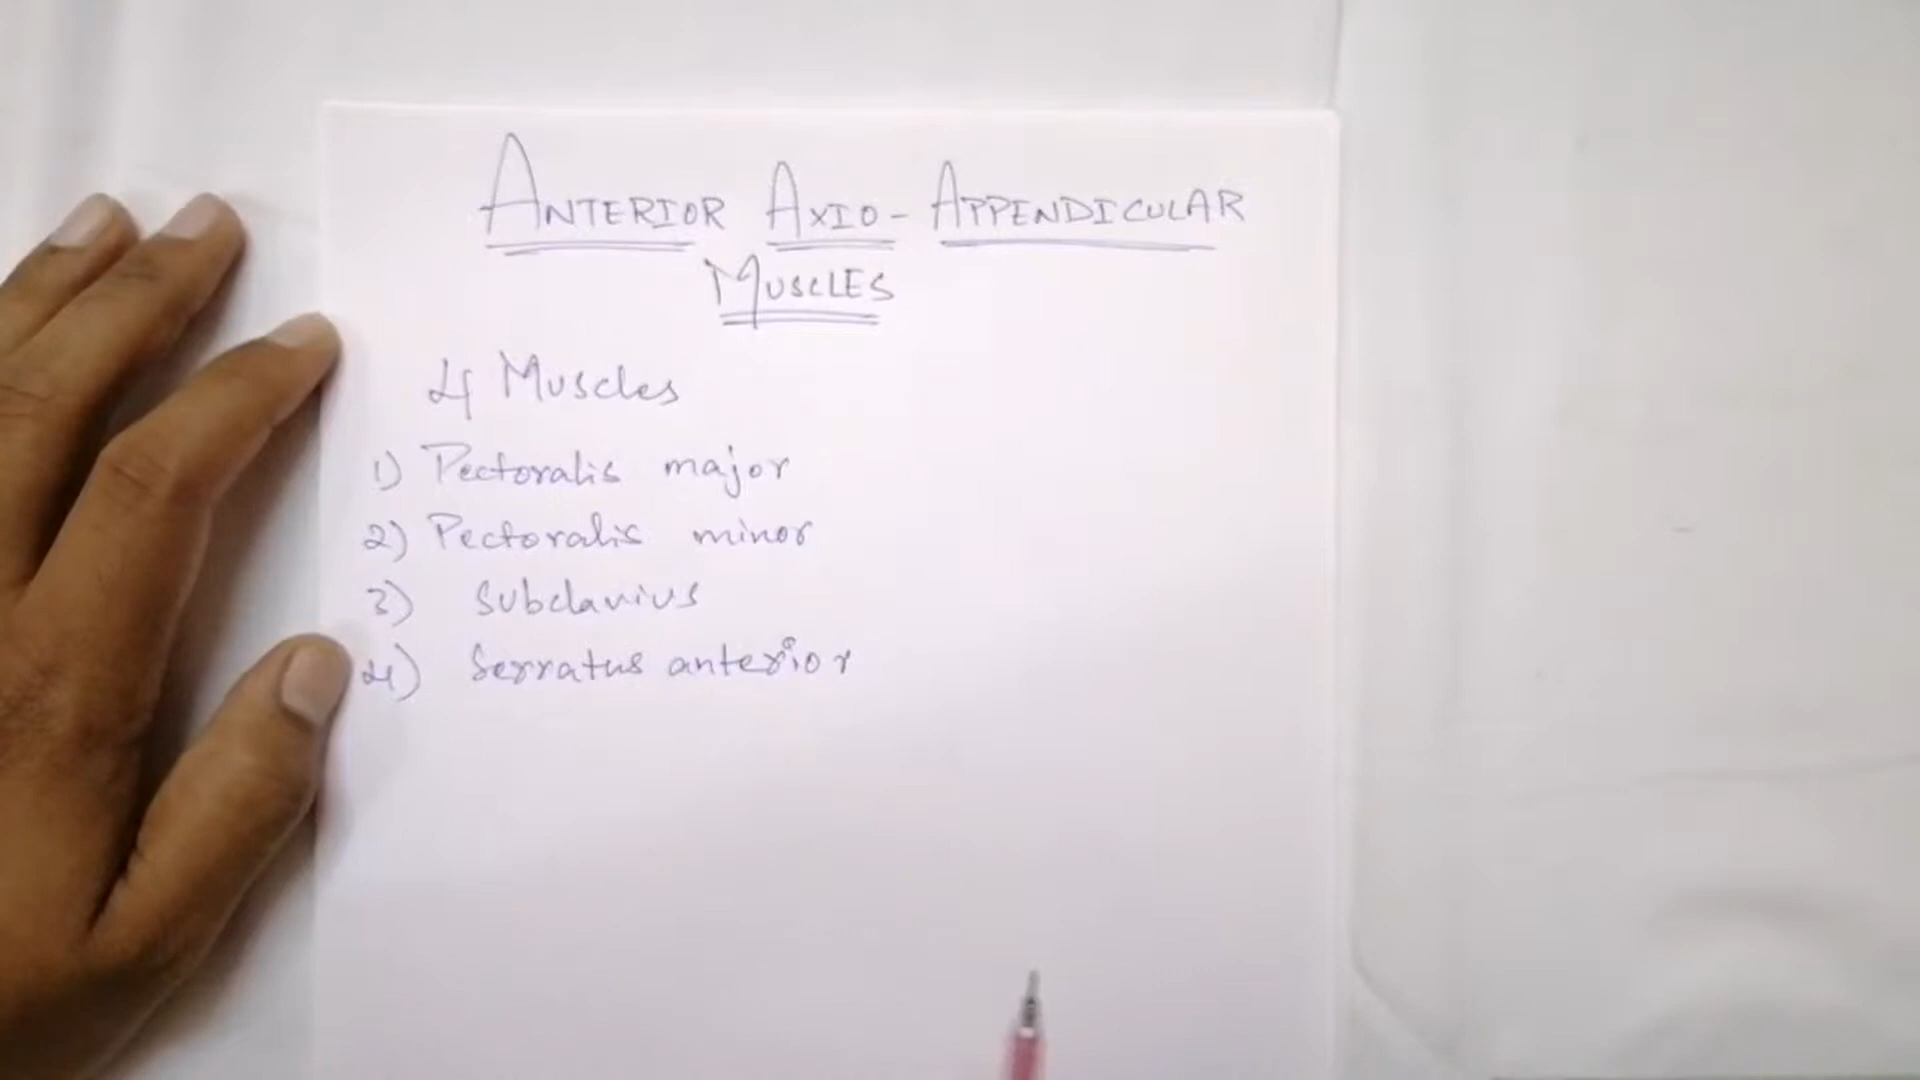 ANTERIOR AXIO-APPENDICULAR
MUSCLES
4 Muscles
1) Pectoralis major
2) Pectoralis minor
3) Subclavius
4) Serratus anterior